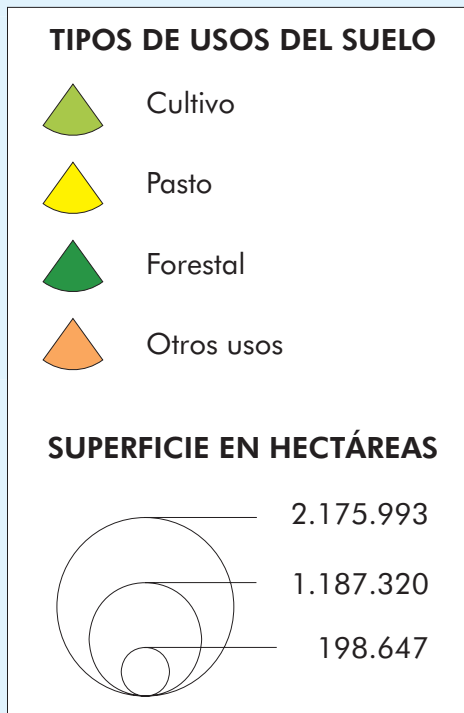 TIPOS DE USOS DEL SUELO
Cultivo
Pasto
Forestal
Otros usos
SUPERFICIE EN HECTÁREAS
2.175.993
1.187.320
198.647